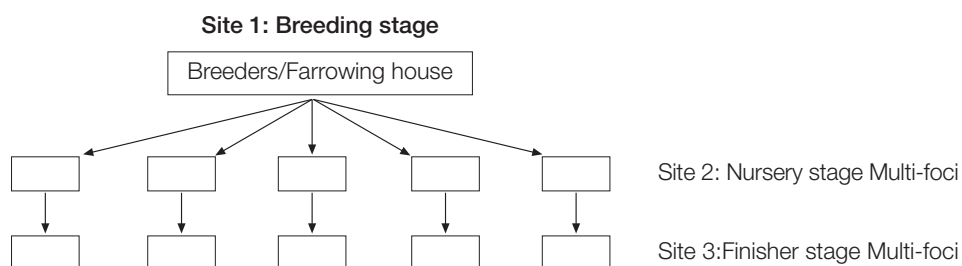 Site 1: Breeding stage
Breeders/Farrowing house
Site 2: Nursery stage Multi-foci
Site 3:Finisher stage Multi-foci